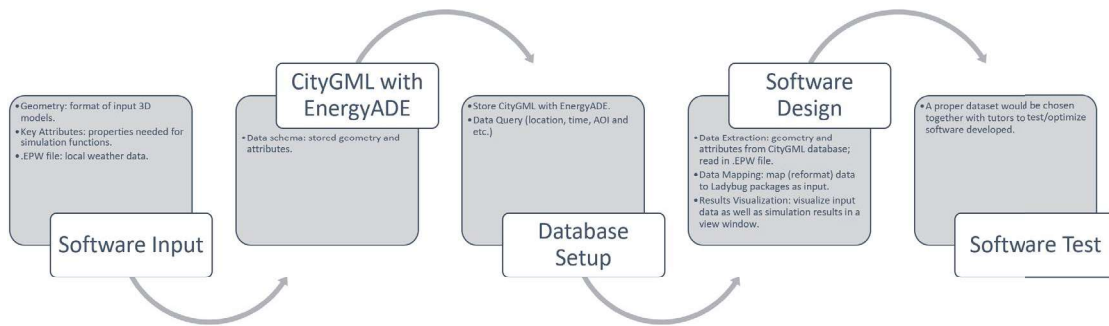 • Geometry: format of input 3D
models.
• Key Attributes: properties needed for
simulation functions.
• .EPW file: local weather data.
Software Input
CityGML with
EnergyADE
• Data schema: stored geometry and
attributes.
• Store CityGML with EnergyADE.
• Data Query (location, time, AOI and
etc.)
Database
Setup
Software
Design
• Data Extraction: geometry and
attributes from CityGML database;
read in .EPW file.
• Data Mapping: map (reformat) data
to Ladybug packages as input.
• Results Visualization: visualize input
data as well as simulation results in a
view window.
• A proper dataset would be chosen
together with tutors to test/optimize
software developed.
Software Test